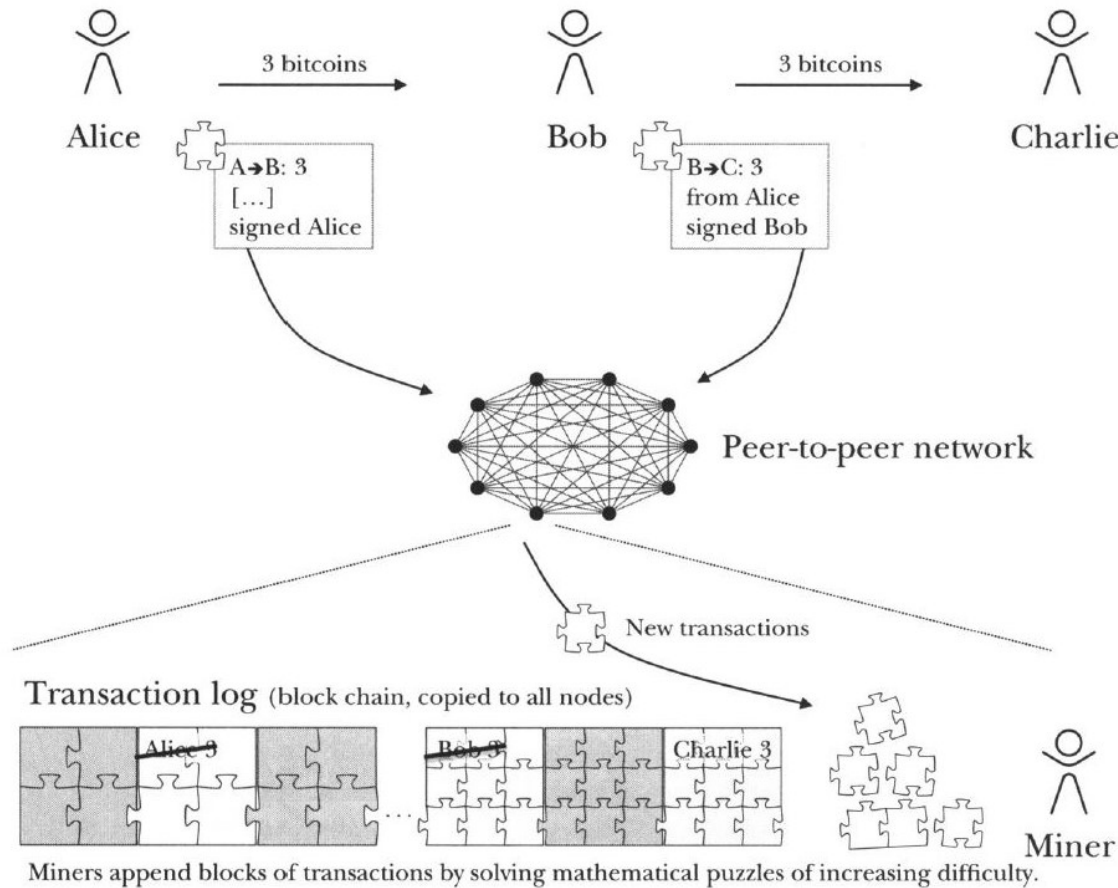 3 bitcoins
3 bitcoins
Alice
Bob
Charlie
A→B: 3
[...]
signed Alice
B→C: 3
from Alice
signed Bob
Peer-to-peer network
New transactions
Transaction log (block chain, copied to all nodes)
Alice 3
Bob 3
Charlie 3
...
Miner
Miners append blocks of transactions by solving mathematical puzzles of increasing difficulty.